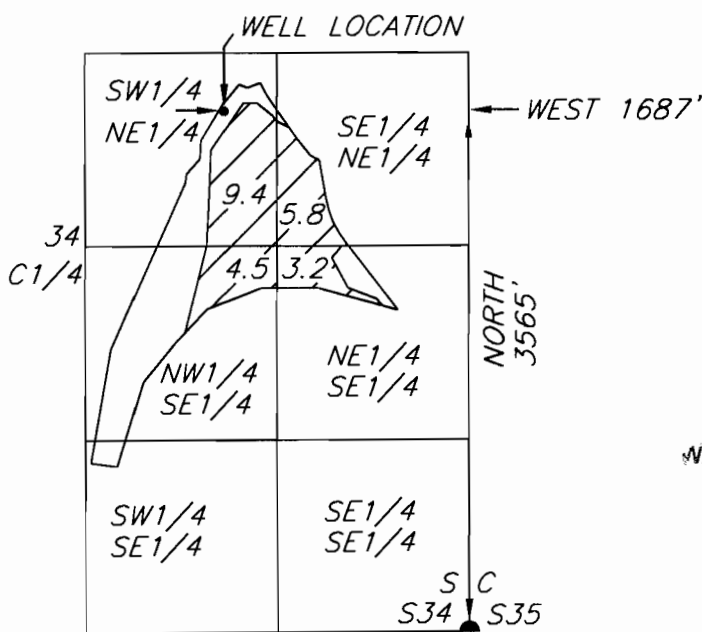 WELL LOCATION
SW1/4
NE1/4
SE1/4
NE1/4
WEST 1687'
9.4
5.8
34
C1/4
4.5
3.2
NORTH
3565'
NW1/4
SE1/4
NE1/4
SE1/4
SW1/4
SE1/4
SE1/4
SE1/4
S C
S34 S35